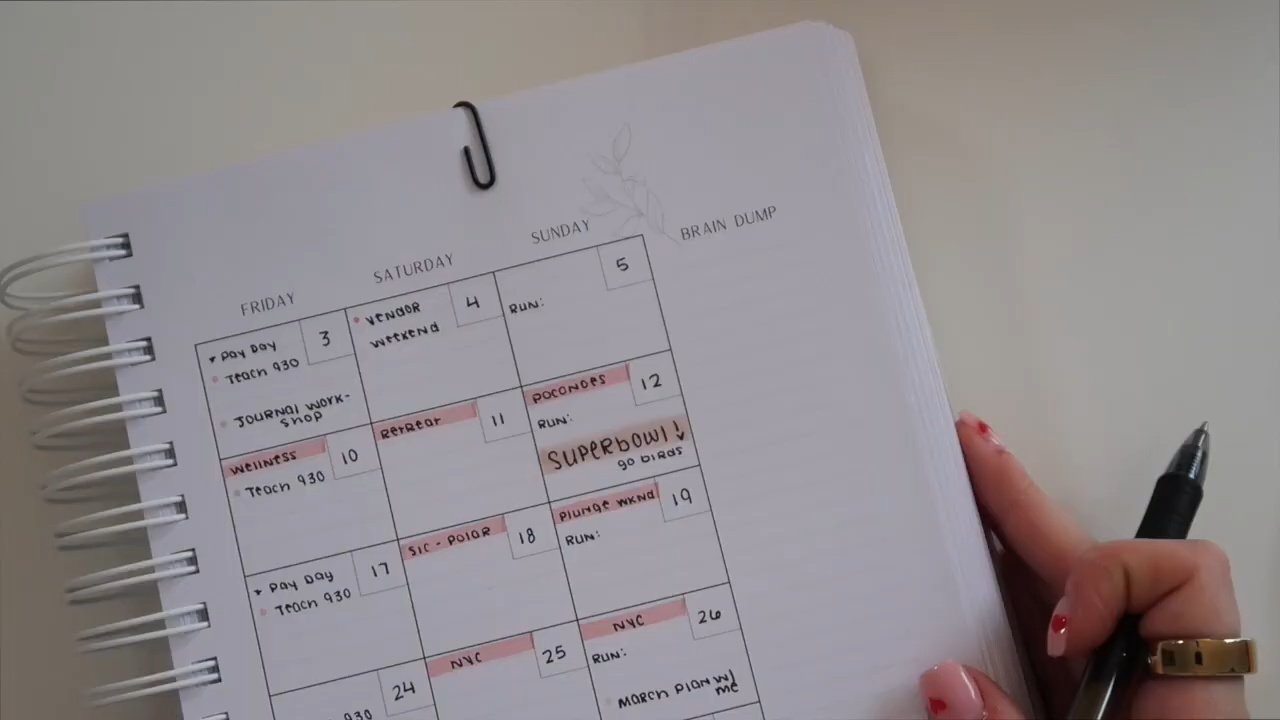 FRIDAY
SATURDAY
SUNDAY
BRAIN DUMP
3
* PAY DAY
• TEACH 930
• JOURNAL WORK-
SHOP
4
• VENDOR
WEEKEND
5
RUN:
WELLNESS
10
• TEACH 930
RETREAT
11
POCONOES
12
RUN:
SUPERBOWL!
GO BIRDS
17
* PAY DAY
• TEACH 930
SIC - POLAR
18
PLUNGE WKND
19
RUN:
24
930
NYC
25
NYC
26
RUN:
• MARCH PLAN W/
ME